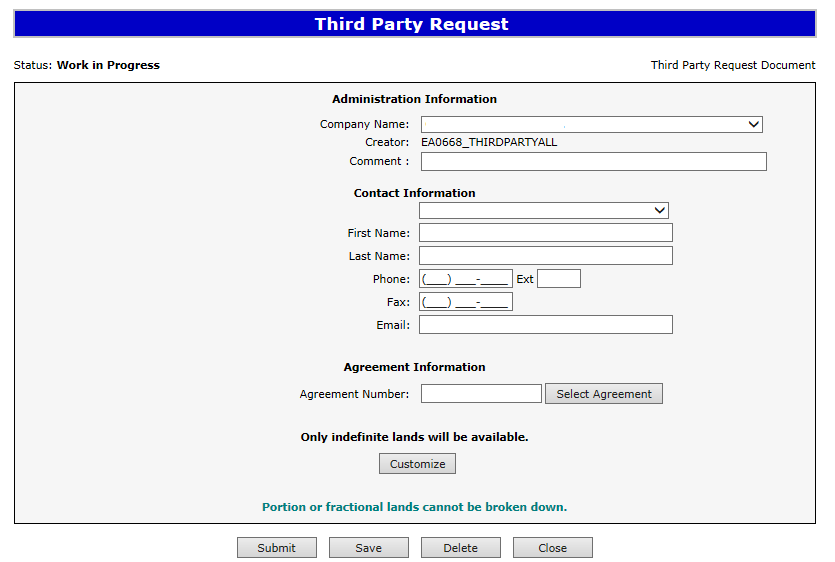 Third Party Request
Status: Work in Progress Third Party Request Document
Administration Information
Company Name:
Creator: EA0668_THIRDPARTYALL
Comment :
Contact Information
First Name:
Last Name:
Phone: (___) ___-____ Ext
Fax: (___) ___-____
Email:
Agreement Information
Agreement Number: Select Agreement
Only indefinite lands will be available.
Customize
Portion or fractional lands cannot be broken down.
Submit Save Delete Close